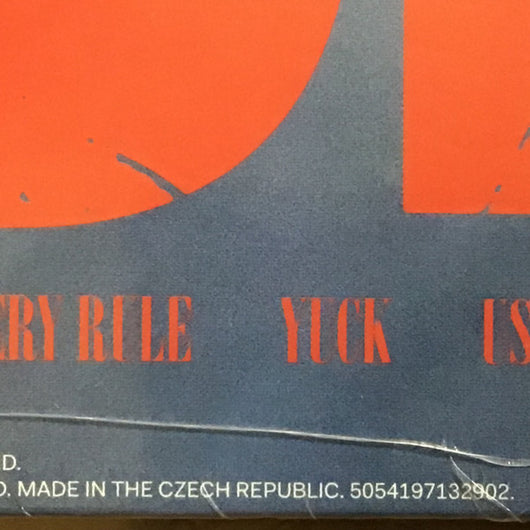 ERY RULE YUCK US
D.
D. MADE IN THE CZECH REPUBLIC. 5054197132902.